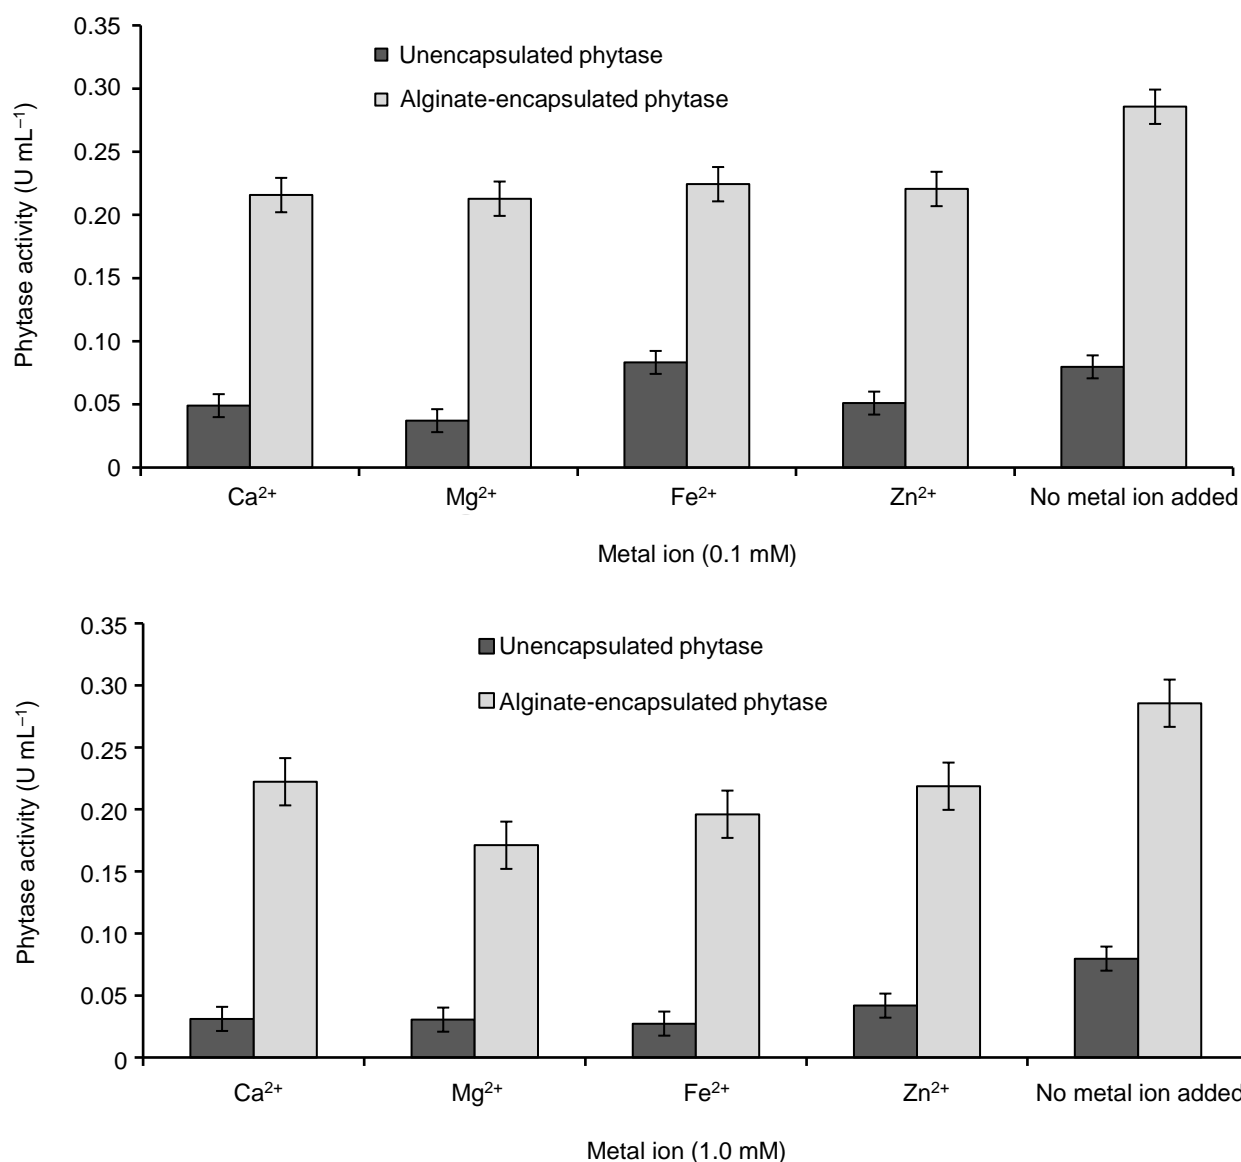 0.35
Unencapsulated phytase
Alginate-encapsulated phytase
0.30
0.25
0.20
0.15
0.10
0.05
0
Phytase activity (U mL⁻¹)
Ca²⁺ Mg²⁺ Fe²⁺ Zn²⁺ No metal ion added
Metal ion (0.1 mM)
0.35
Unencapsulated phytase
Alginate-encapsulated phytase
0.30
0.25
0.20
0.15
0.10
0.05
0
Phytase activity (U mL⁻¹)
Ca²⁺ Mg²⁺ Fe²⁺ Zn²⁺ No metal ion added
Metal ion (1.0 mM)